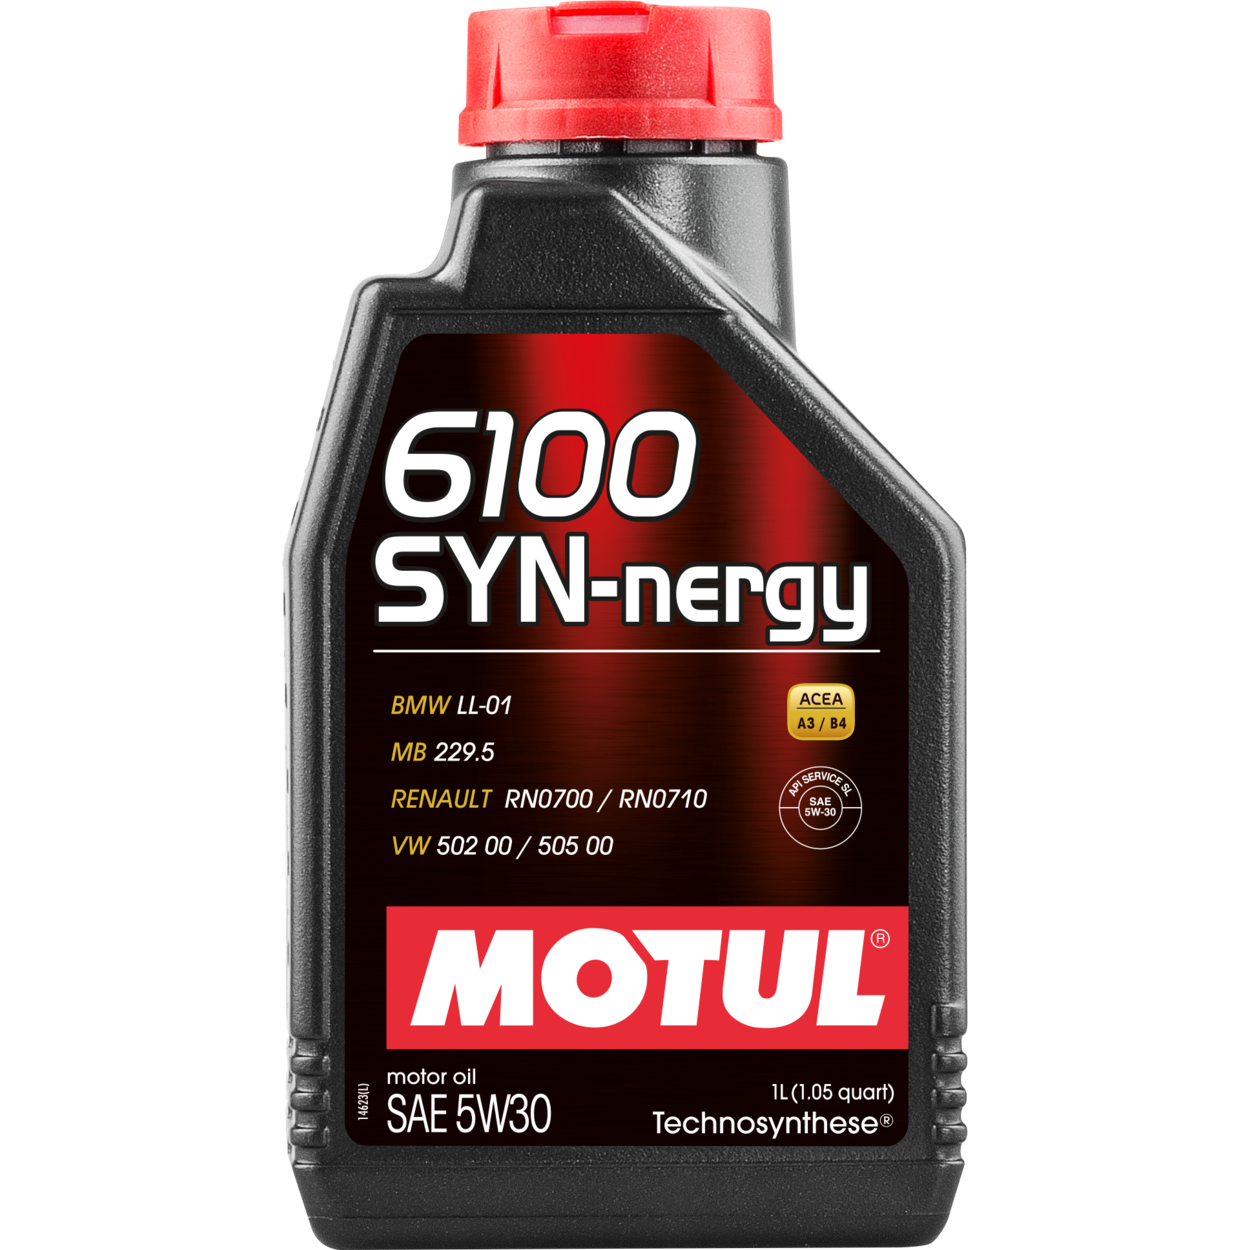 6100
SYN-nergy
BMW LL-01
MB 229.5
RENAULT RN0700 / RN0710
VW 502 00 / 505 00
ACEA
A3 / B4
API SERVICE SL
SAE
5W-30
MOTUL®
motor oil
SAE 5W30
1L (1.05 quart)
Technosynthese®
14623(L)